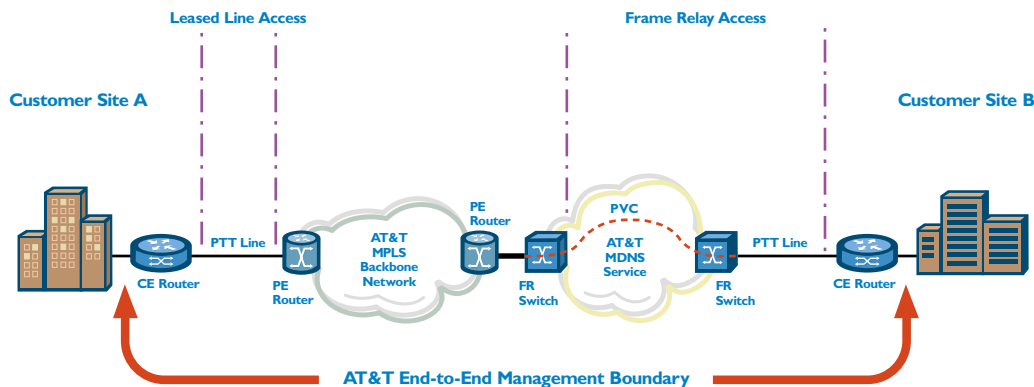 Leased Line Access
Frame Relay Access
Customer Site A
Customer Site B
PE
Router
PVC
PTT Line
AT&T
MPLS
Backbone
Network
AT&T
MDNS
Service
PTT Line
CE Router
PE
Router
FR
Switch
FR
Switch
CE Router
AT&T End-to-End Management Boundary